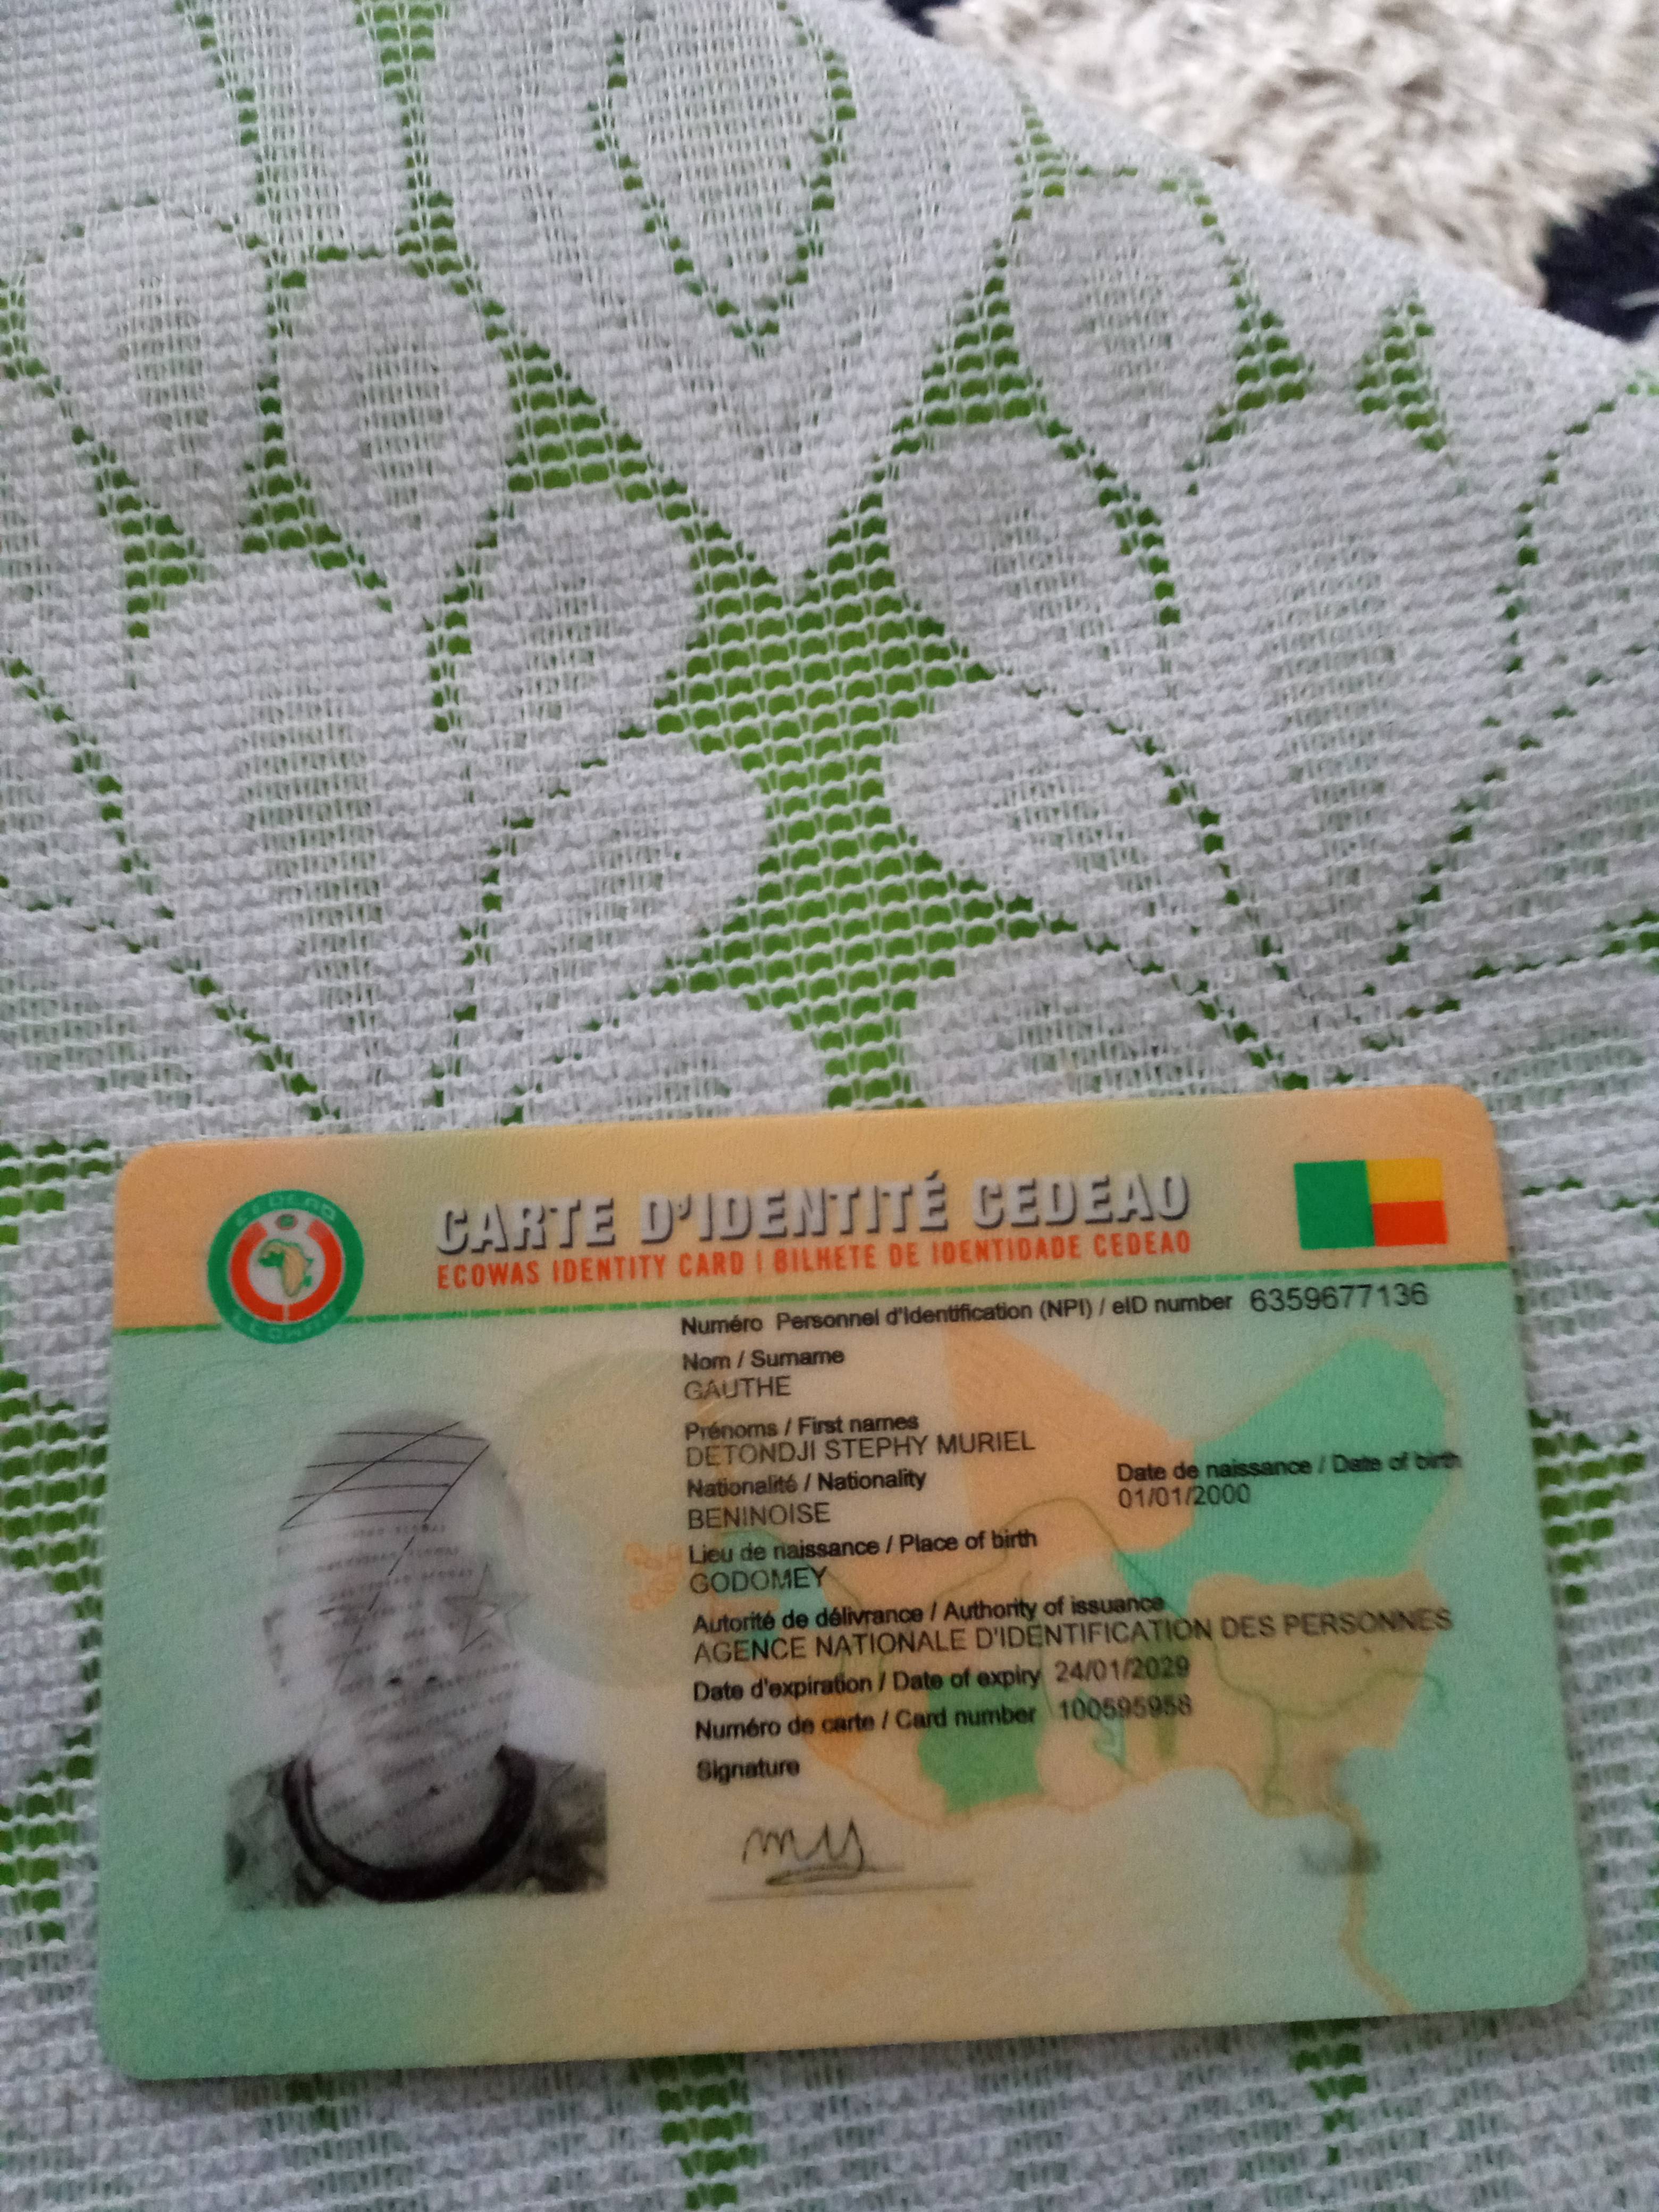 CEDEAO
ECOWAS
CARTE D'IDENTITÉ CEDEAO
ECOWAS IDENTITY CARD | BILHETE DE IDENTIDADE CEDEAO
Numéro Personnel d'Identification (NPI) / eID number 6359677136
Nom / Surname
GAUTHE
Prénoms / First names
DETONDJI STEPHY MURIEL
Nationalité / Nationality
BENINOISE
Date de naissance / Date of birth
01/01/2000
Lieu de naissance / Place of birth
GODOMEY
Autorité de délivrance / Authority of issuance
AGENCE NATIONALE D'IDENTIFICATION DES PERSONNES
Date d'expiration / Date of expiry 24/01/2029
Numéro de carte / Card number 100595958
Signature